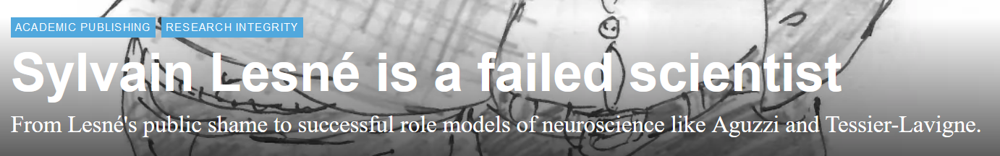 ACADEMIC PUBLISHING RESEARCH INTEGRITY
Sylvain Lesné is a failed scientist
From Lesné's public shame to successful role models of neuroscience like Aguzzi and Tessier-Lavigne.